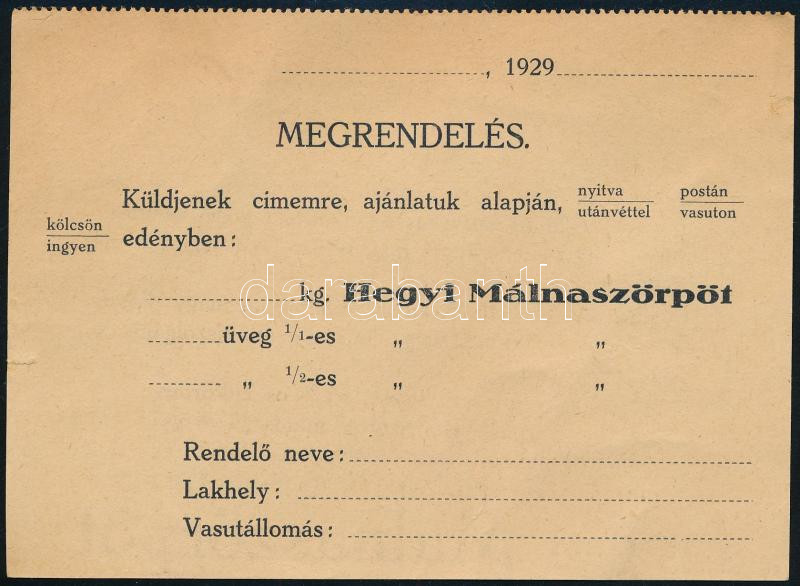 , 1929
MEGRENDELÉS.
Küldjenek cimemre, ajánlatuk alapján, nyitva/utánvéttel postán/vasuton
kölcsön/ingyen edényben:
kg. Hegyi Málnaszörpöt
üveg 1/1-es „ „
„ 1/2-es „ „
Rendelő neve:
Lakhely:
Vasutállomás:
darabanth